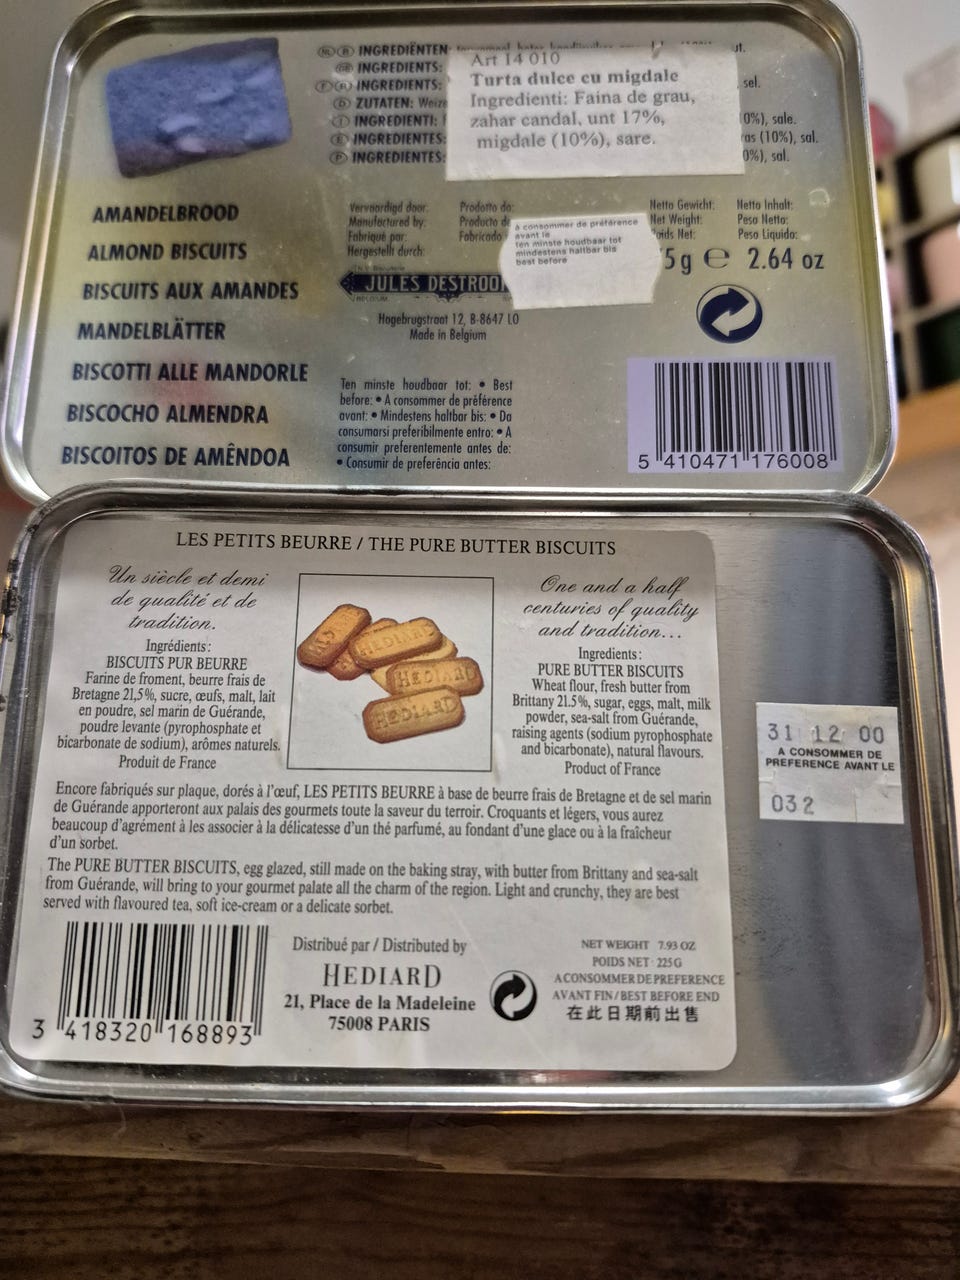 NL B INGREDIËNTEN
GB INGREDIENTS:
F B INGREDIENTS:
D ZUTATEN: Weize
I INGREDIENTI:
E INGREDIENTES:
P INGREDIENTES:
Art 14 010
Turta dulce cu migdale
Ingredienti: Faina de grau,
zahar candal, unt 17%,
migdale (10%), sare.
ut.
sel.
0%), sale.
as (10%), sal.
0%), sal.
AMANDELBROOD
ALMOND BISCUITS
BISCUITS AUX AMANDES
MANDELBLÄTTER
BISCOTTI ALLE MANDORLE
BISCOCHO ALMENDRA
BISCOITOS DE AMÊNDOA
Vervaardigd door:
Manufactured by:
Fabriqué par:
Hergestellt durch:
Prodotto da:
Producto de
Fabricado
JULES DESTROO
BELGIUM
Hogebrugstraat 12, B-8647 LO
Made in Belgium
à consommer de préférence
avant le
ten minste houdbaar tot
mindestens haltbar bis
best before
Netto Gewicht:
Net Weight:
Poids Net:
Netto Inhalt:
Peso Netto:
Peso Liquido:
5g e 2.64 oz
Ten minste houdbaar tot: • Best
before: • A consommer de préférence
avant: • Mindestens haltbar bis: • Da
consumarsi preferibilmente entro: • A
consumir preferentemente antes de:
• Consumir de preferência antes:
5 410471 176008
LES PETITS BEURRE / THE PURE BUTTER BISCUITS
Un siècle et demi
de qualité et de
tradition.
Ingrédients:
BISCUITS PUR BEURRE
Farine de froment, beurre frais de
Bretagne 21,5%, sucre, œufs, malt, lait
en poudre, sel marin de Guérande,
poudre levante (pyrophosphate et
bicarbonate de sodium), arômes naturels.
Produit de France
HEDIARD
HEDIARD
HEDIARD
One and a half
centuries of quality
and tradition...
Ingredients:
PURE BUTTER BISCUITS
Wheat flour, fresh butter from
Brittany 21.5%, sugar, eggs, malt, milk
powder, sea-salt from Guérande,
raising agents (sodium pyrophosphate
and bicarbonate), natural flavours.
Product of France
31 12 00
A CONSOMMER DE
PREFERENCE AVANT LE
032
Encore fabriqués sur plaque, dorés à l'œuf, LES PETITS BEURRE à base de beurre frais de Bretagne et de sel marin
de Guérande apporteront aux palais des gourmets toute la saveur du terroir. Croquants et légers, vous aurez
beaucoup d'agrément à les associer à la délicatesse d'un thé parfumé, au fondant d'une glace ou à la fraîcheur
d'un sorbet.
The PURE BUTTER BISCUITS, egg glazed, still made on the baking stray, with butter from Brittany and sea-salt
from Guérande, will bring to your gourmet palate all the charm of the region. Light and crunchy, they are best
served with flavoured tea, soft ice-cream or a delicate sorbet.
3 418320 168893
Distribué par / Distributed by
HEDIARD
21, Place de la Madeleine
75008 PARIS
NET WEIGHT 7.93 OZ
POIDS NET 225 G
A CONSOMMER DE PREFERENCE
AVANT FIN / BEST BEFORE END
在此日期前出售